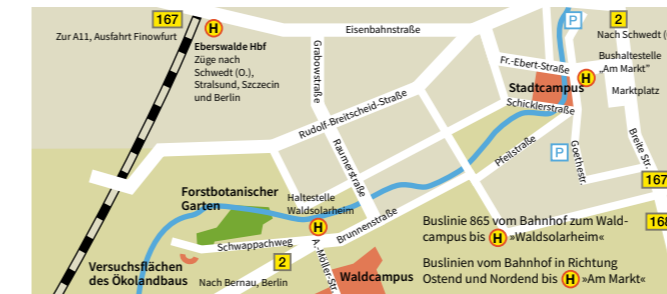 167
H
Zur A11, Ausfahrt Finowfurt
Eberswalde Hbf
Züge nach
Schwedt (O.),
Stralsund, Szczecin
und Berlin
Eisenbahnstraße
Grabowstraße
P
2
Nach Schwedt (
Bushaltestelle
„Am Markt“
H
Marktplatz
Fr.-Ebert-Straße
Stadtcampus
Schicklerstraße
Rudolf-Breitscheid-Straße
Raumerstraße
Pfeilstraße
P
Goethestr.
Breite Str.
167
168
Forstbotanischer
Garten
Haltestelle
Waldsolarheim
H
Schwappachweg
Brunnenstraße
A.-Möller-Str.
2
Versuchsflächen
des Ökolandbaus
Nach Bernau, Berlin
Waldcampus
Buslinie 865 vom Bahnhof zum Wald-
campus bis H »Waldsolarheim«
Buslinien vom Bahnhof in Richtung
Ostend und Nordend bis H »Am Markt«